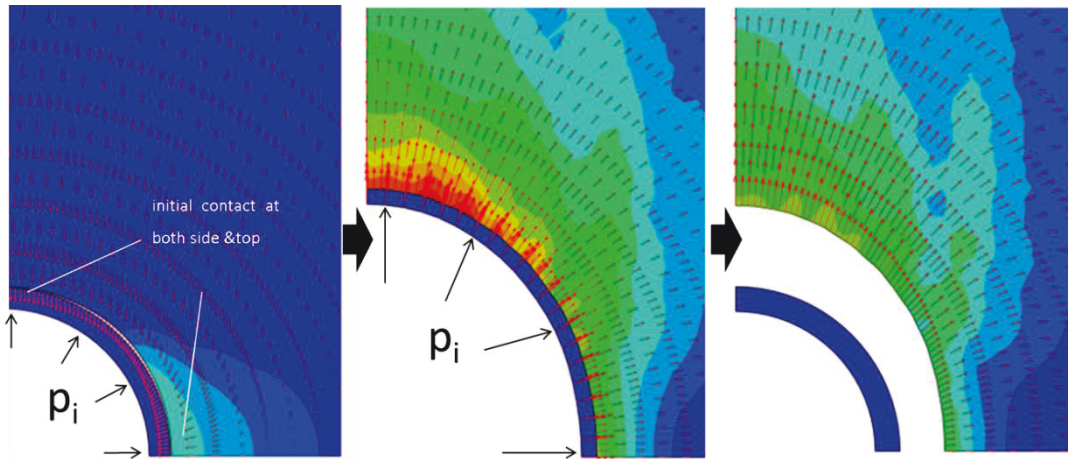 initial contact at
both side &top
pᵢ
pᵢ